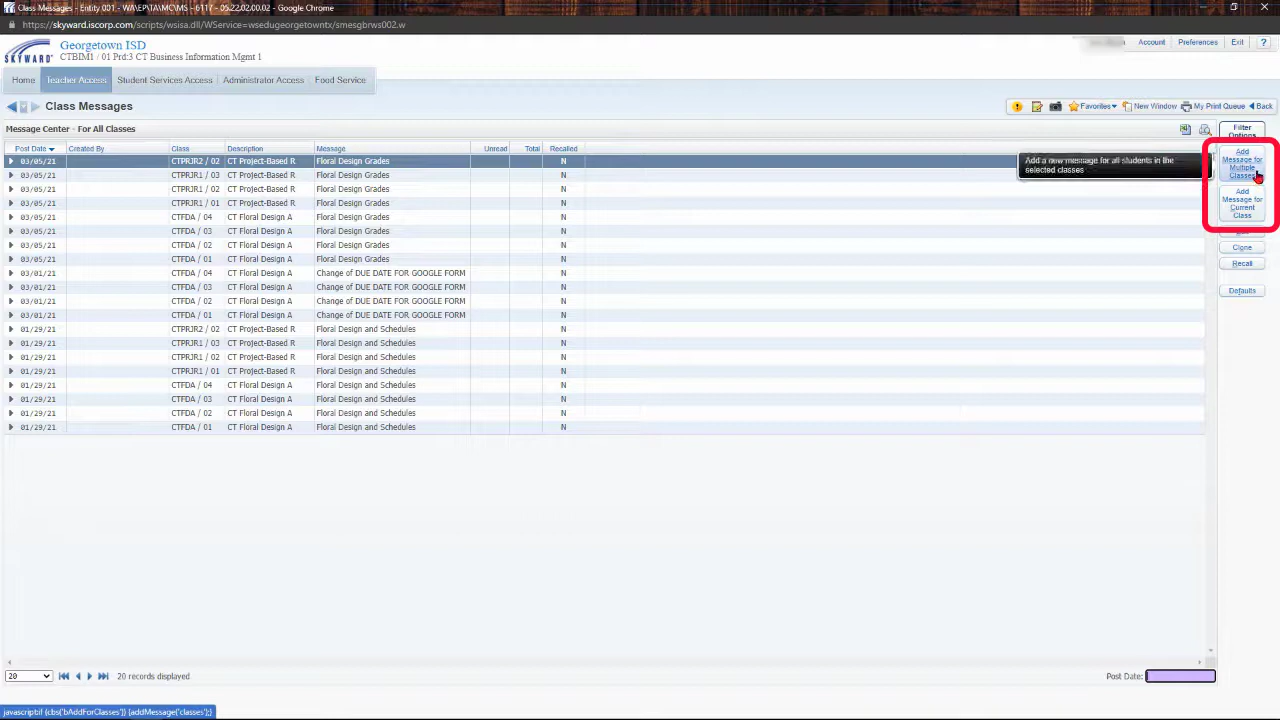 Class Messages - Entity 001 - WA\EP\TA\MC\MS - 6117 - 05.22.02.00.02 - Google Chrome
https://skyward.iscorp.com/scripts/wsisa.dll/WService=wsedugeorgetowntx/smesgbrws002.w
SKYWARD
Georgetown ISD
CTBIM1 / 01 Prd:3 CT Business Information Mgmt 1
Account Preferences Exit ?
Home Teacher Access Student Services Access Administrator Access Food Service
Class Messages
Favorites New Window My Print Queue Back
Message Center - For All Classes
Filter Options
Post Date Created By Class Description Message Unread Total Recalled
03/05/21 CTPRJR2 / 02 CT Project-Based R Floral Design Grades N
03/05/21 CTPRJR1 / 03 CT Project-Based R Floral Design Grades N
03/05/21 CTPRJR1 / 02 CT Project-Based R Floral Design Grades N
03/05/21 CTPRJR1 / 01 CT Project-Based R Floral Design Grades N
03/05/21 CTFDA / 04 CT Floral Design A Floral Design Grades N
03/05/21 CTFDA / 03 CT Floral Design A Floral Design Grades N
03/05/21 CTFDA / 02 CT Floral Design A Floral Design Grades N
03/05/21 CTFDA / 01 CT Floral Design A Floral Design Grades N
03/01/21 CTFDA / 04 CT Floral Design A Change of DUE DATE FOR GOOGLE FORM N
03/01/21 CTFDA / 03 CT Floral Design A Change of DUE DATE FOR GOOGLE FORM N
03/01/21 CTFDA / 02 CT Floral Design A Change of DUE DATE FOR GOOGLE FORM N
03/01/21 CTFDA / 01 CT Floral Design A Change of DUE DATE FOR GOOGLE FORM N
01/29/21 CTPRJR2 / 02 CT Project-Based R Floral Design and Schedules N
01/29/21 CTPRJR1 / 03 CT Project-Based R Floral Design and Schedules N
01/29/21 CTPRJR1 / 02 CT Project-Based R Floral Design and Schedules N
01/29/21 CTPRJR1 / 01 CT Project-Based R Floral Design and Schedules N
01/29/21 CTFDA / 04 CT Floral Design A Floral Design and Schedules N
01/29/21 CTFDA / 03 CT Floral Design A Floral Design and Schedules N
01/29/21 CTFDA / 02 CT Floral Design A Floral Design and Schedules N
01/29/21 CTFDA / 01 CT Floral Design A Floral Design and Schedules N
Add a new message for all students in the
selected classes
Add
Message for
Multiple
Classes
Add
Message for
Current
Class
Clone
Recall
Defaults
20 20 records displayed
Post Date:
javascript:if (cbs('bAddForClasses')) {addMessage('classes');}